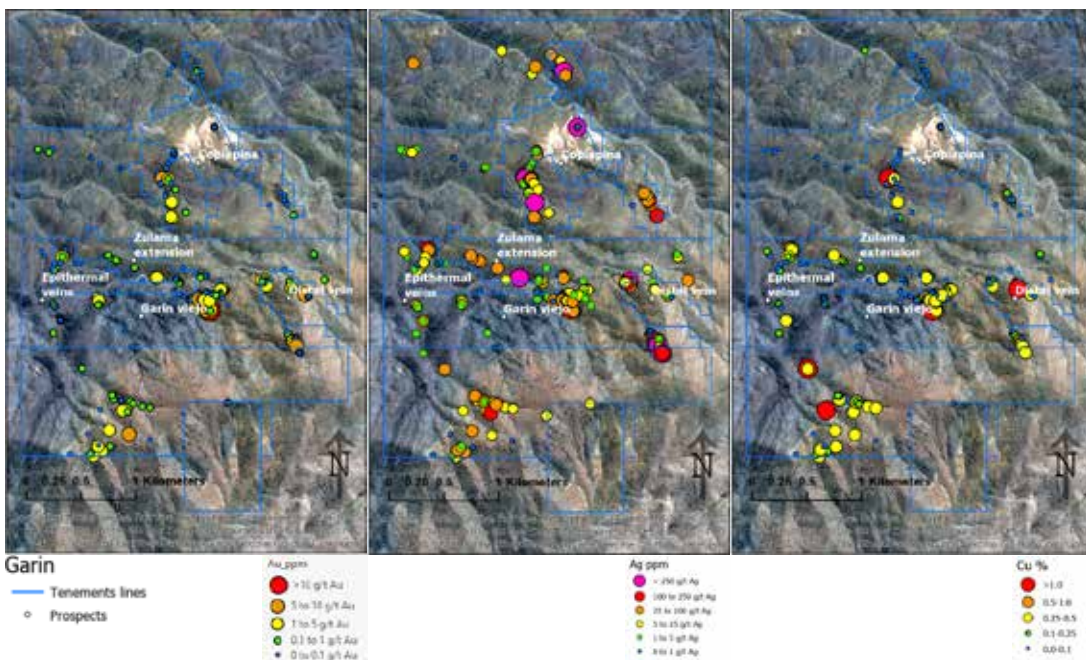 Copiapina
Zulama
extension
Epithermal
veins
Distal vein
Garin viejo
0 0.25 0.5 1 Kilometers
N
Copiapina
Zulama
extension
Epithermal
veins
Distal vein
Garin viejo
0 0.25 0.5 1 Kilometers
N
Copiapina
Zulama
extension
Epithermal
veins
Distal vein
Garin viejo
0 0.25 0.5 1 Kilometers
N
Garin
Tenements lines
Prospects
Au_ppm
>10 g/t Au
5 to 10 g/t Au
1 to 5 g/t Au
0.1 to 1 g/t Au
0 to 0.1 g/t Au
Ag ppm
250 g/t Ag
100 to 250 g/t Ag
25 to 100 g/t Ag
5 to 25 g/t Ag
1 to 5 g/t Ag
0 to 1 g/t Ag
Cu %
>1.0
0.5-1.0
0.25-0.5
0.1-0.25
0.0-0.1